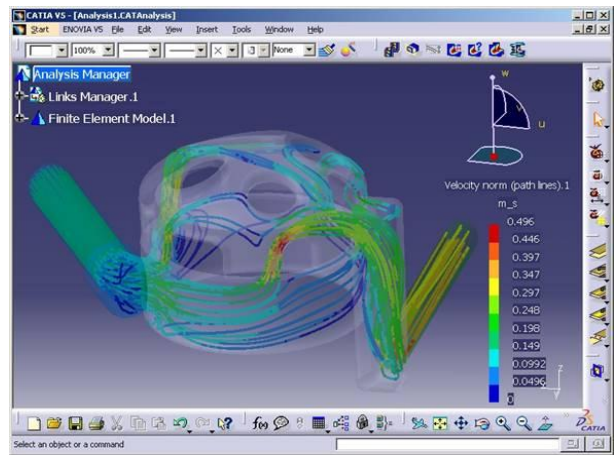 CATIA V5 - [Analysis1.CATAnalysis]
Start ENOVIA V5 File Edit View Insert Tools Window Help
100% None
Analysis Manager
Links Manager.1
Finite Element Model.1
w
v
u
Velocity norm (path lines).1
m_s
0.496
0.446
0.397
0.347
0.297
0.248
0.198
0.149
0.0992
0.0496
0
z
f(x)
CATIA
Select an object or a command